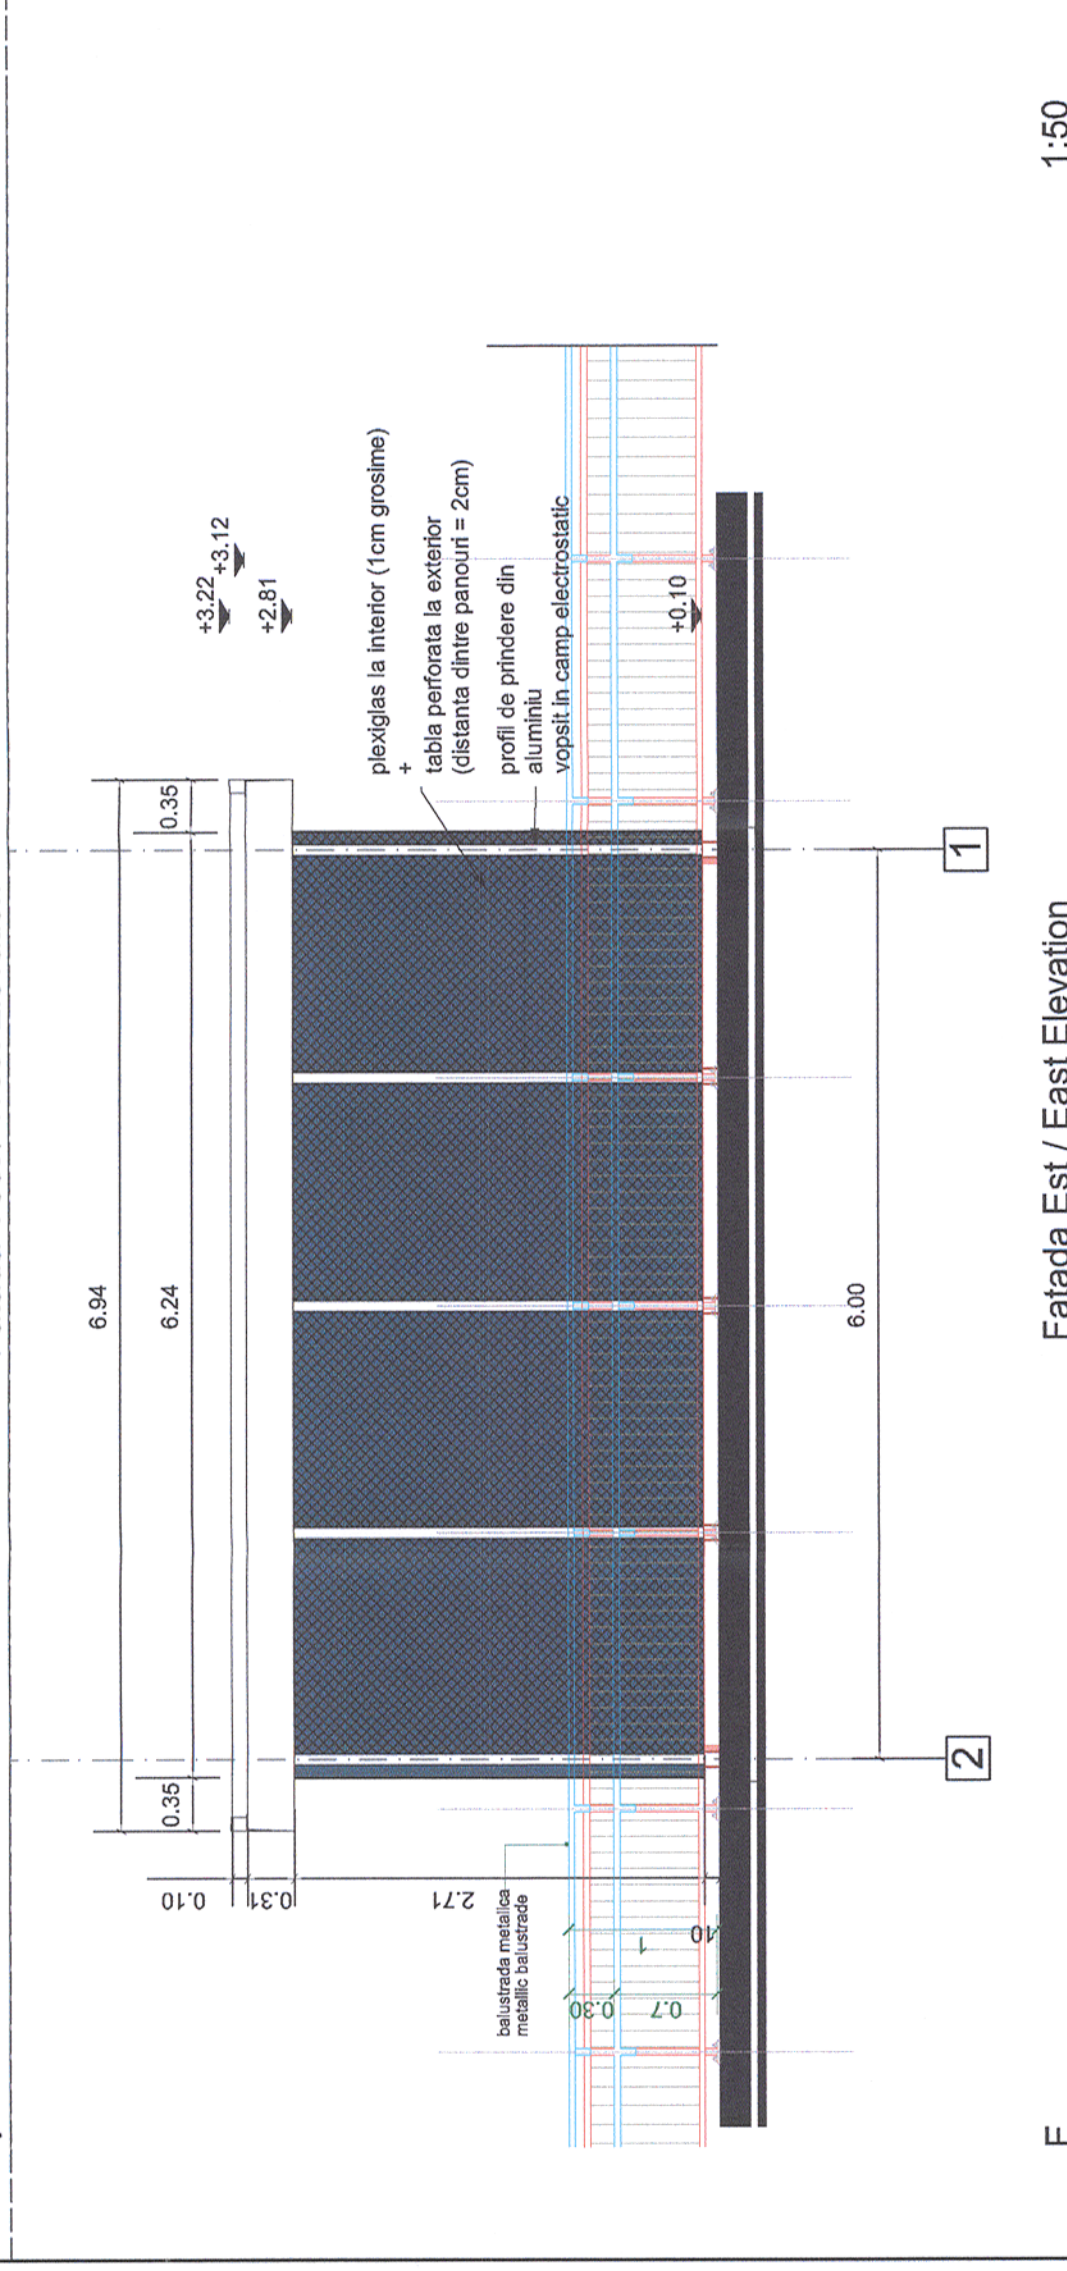 6.94
0.35
6.24
0.35
+3.22
+3.12
+2.81
plexiglas la interior (1cm grosime)
+
tabla perforata la exterior
(distanta dintre panouri = 2cm)
profil de prindere din
aluminiu
vopsit in camp electrostatic
+0.10
0.10
0.31
2.71
balustrada metalica
metallic balustrade
1
10
0.30
0.7
6.00
2
1
E
Fatada Est / East Elevation
1:50